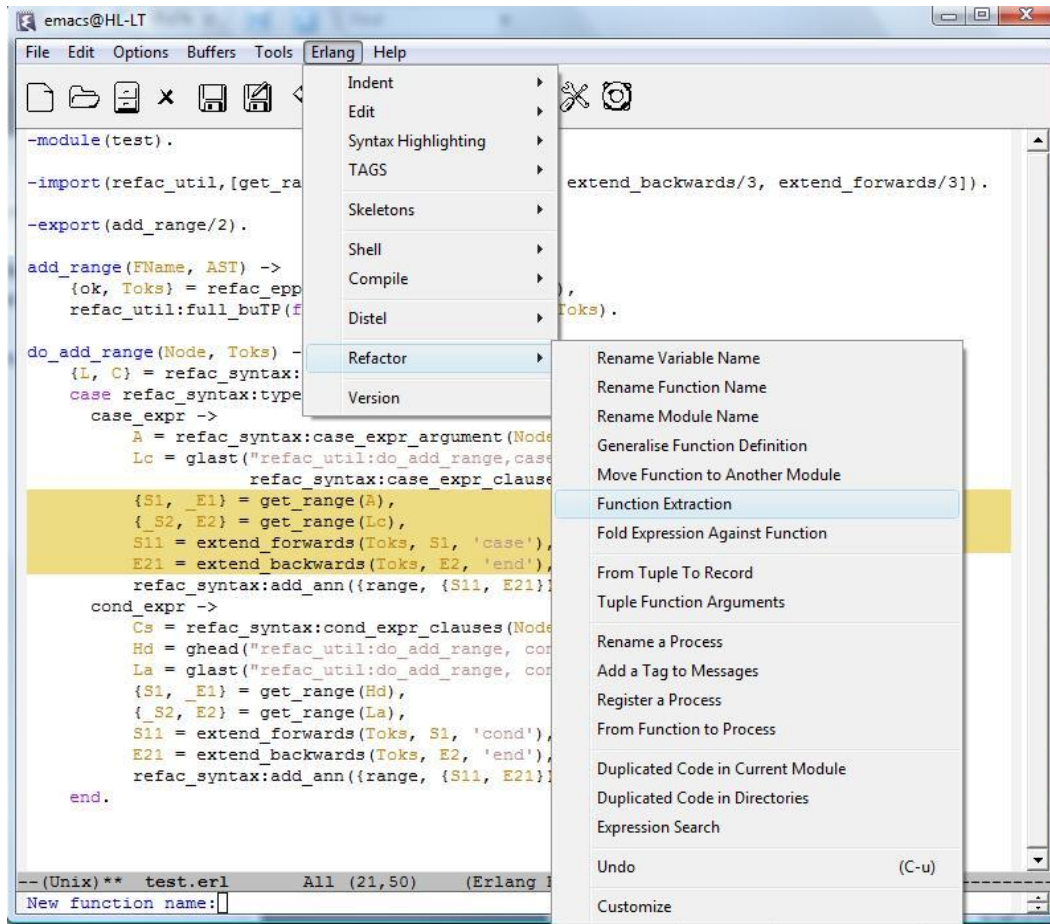 emacs@HL-LT
File Edit Options Buffers Tools Erlang Help
-module(test).
-import(refac_util,[get_ra extend_backwards/3, extend_forwards/3]).
-export(add_range/2).
add_range(FName, AST) ->
{ok, Toks} = refac_epp ),
refac_util:full_buTP(f Toks).
do_add_range(Node, Toks) -
{L, C} = refac_syntax:
case refac_syntax:type
case_expr ->
A = refac_syntax:case_expr_argument(Node
Lc = glast("refac_util:do_add_range,case
refac_syntax:case_expr_clause
{S1, _E1} = get_range(A),
{_S2, E2} = get_range(Lc),
S11 = extend_forwards(Toks, S1, 'case'),
E21 = extend_backwards(Toks, E2, 'end'),
refac_syntax:add_ann({range, {S11, E21}}
cond_expr ->
Cs = refac_syntax:cond_expr_clauses(Node
Hd = ghead("refac_util:do_add_range, con
La = glast("refac_util:do_add_range, con
{S1, _E1} = get_range(Hd),
{_S2, E2} = get_range(La),
S11 = extend_forwards(Toks, S1, 'cond'),
E21 = extend_backwards(Toks, E2, 'end'),
refac_syntax:add_ann({range, {S11, E21}}
end.
Indent
Edit
Syntax Highlighting
TAGS
Skeletons
Shell
Compile
Distel
Refactor
Version
Rename Variable Name
Rename Function Name
Rename Module Name
Generalise Function Definition
Move Function to Another Module
Function Extraction
Fold Expression Against Function
From Tuple To Record
Tuple Function Arguments
Rename a Process
Add a Tag to Messages
Register a Process
From Function to Process
Duplicated Code in Current Module
Duplicated Code in Directories
Expression Search
Undo (C-u)
Customize
--(Unix)** test.erl All (21,50) (Erlang
New function name: